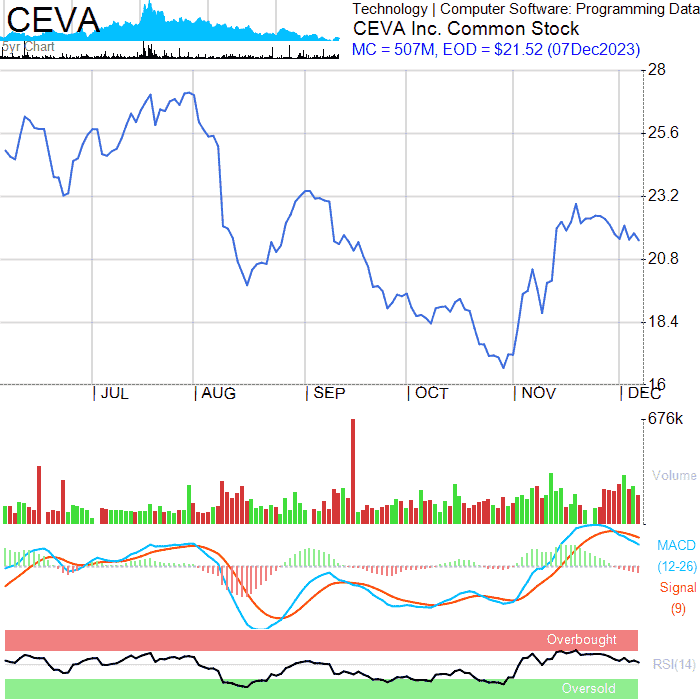 CEVA
5yr Chart
Technology | Computer Software: Programming Data
CEVA Inc. Common Stock
MC = 507M, EOD = $21.52 (07Dec2023)
28
25.6
23.2
20.8
18.4
16
JUL AUG SEP OCT NOV DEC
676k
Volume
MACD
(12-26)
Signal
(9)
Overbought
RSI(14)
Oversold